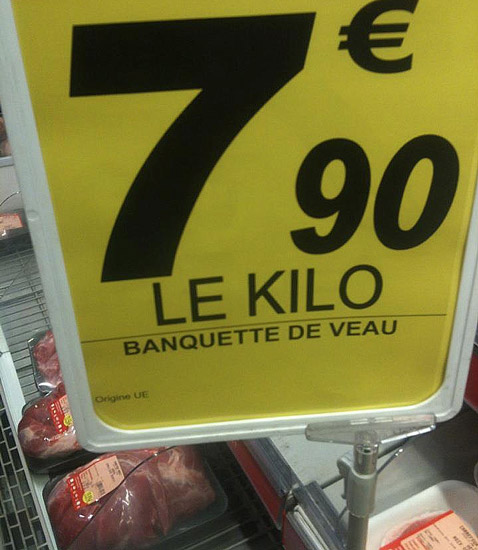 7 €
90
LE KILO
BANQUETTE DE VEAU
Origine UE